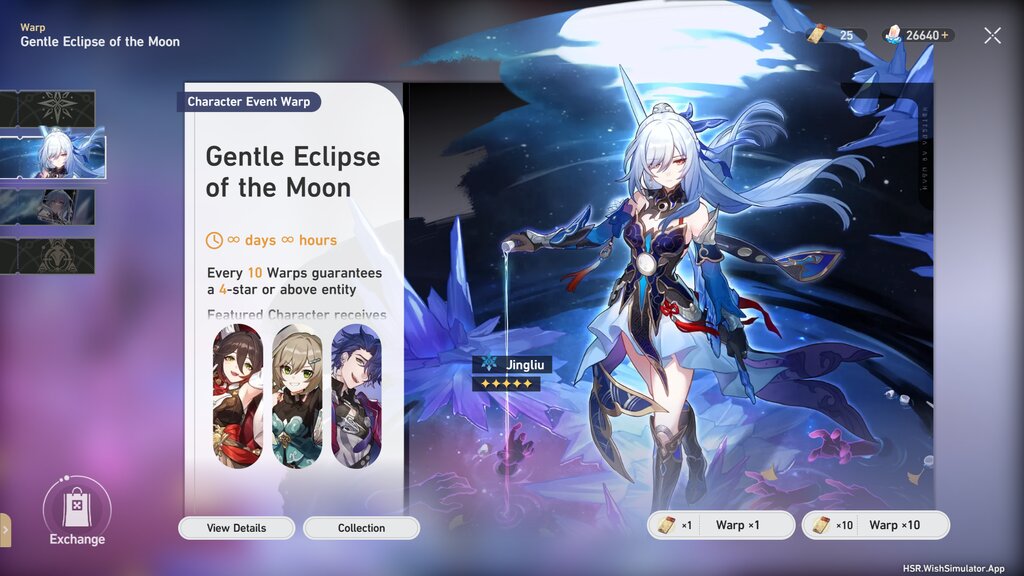 Warp
Gentle Eclipse of the Moon
25
26640+
Character Event Warp
Gentle Eclipse
of the Moon
∞ days ∞ hours
Every 10 Warps guarantees
a 4-star or above entity
Featured Character receives
Jingliu
Exchange
View Details
Collection
×1
Warp ×1
×10
Warp ×10
HSR.WishSimulator.App